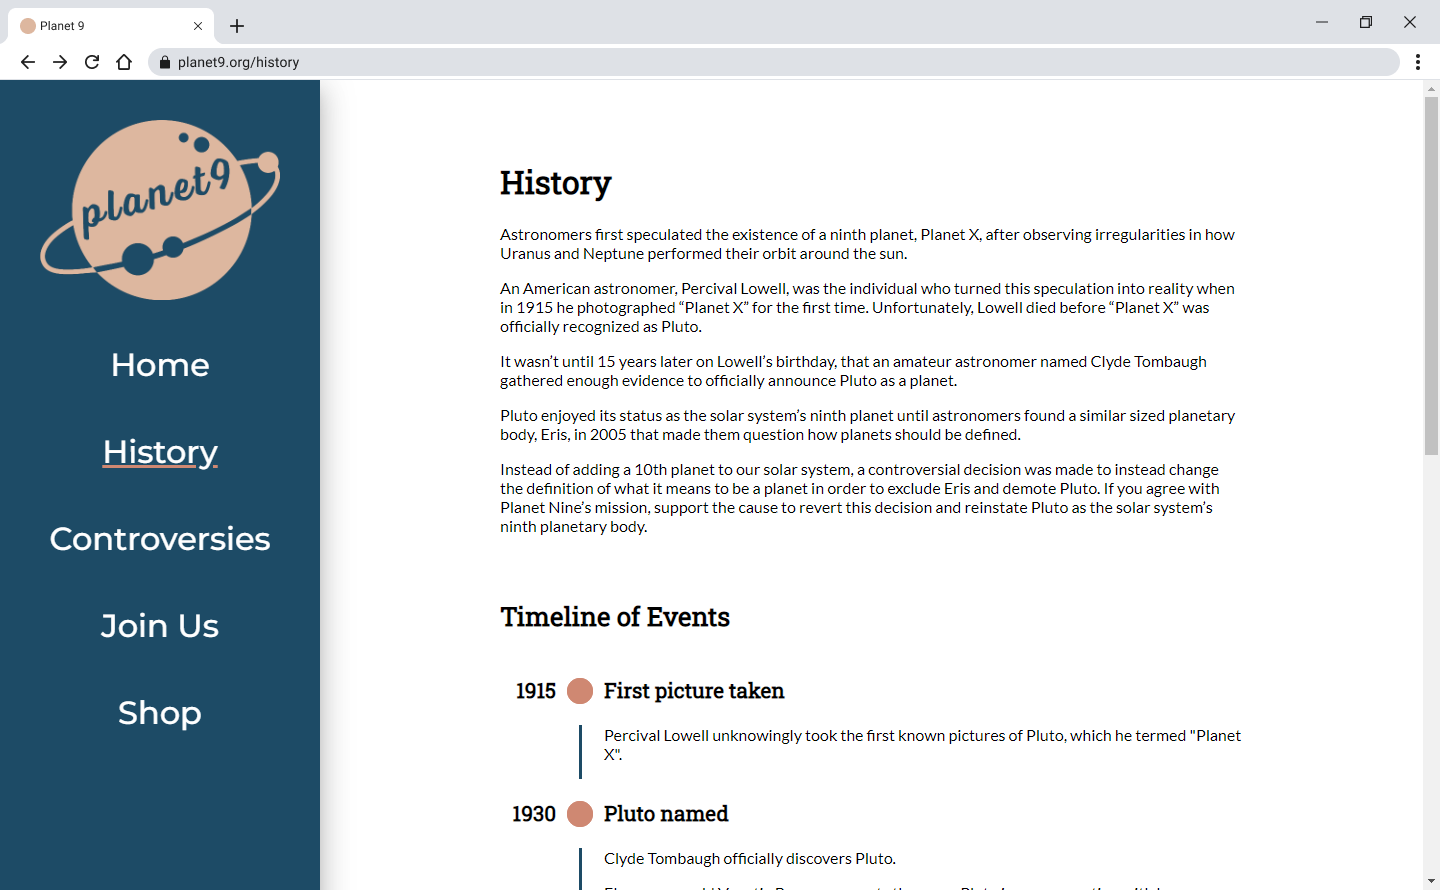 Planet 9
planet9.org/history
planet9
Home
History
Controversies
Join Us
Shop
History
Astronomers first speculated the existence of a ninth planet, Planet X, after observing irregularities in how
Uranus and Neptune performed their orbit around the sun.
An American astronomer, Percival Lowell, was the individual who turned this speculation into reality when
in 1915 he photographed “Planet X” for the first time. Unfortunately, Lowell died before “Planet X” was
officially recognized as Pluto.
It wasn’t until 15 years later on Lowell’s birthday, that an amateur astronomer named Clyde Tombaugh
gathered enough evidence to officially announce Pluto as a planet.
Pluto enjoyed its status as the solar system’s ninth planet until astronomers found a similar sized planetary
body, Eris, in 2005 that made them question how planets should be defined.
Instead of adding a 10th planet to our solar system, a controversial decision was made to instead change
the definition of what it means to be a planet in order to exclude Eris and demote Pluto. If you agree with
Planet Nine’s mission, support the cause to revert this decision and reinstate Pluto as the solar system’s
ninth planetary body.
Timeline of Events
1915 First picture taken
Percival Lowell unknowingly took the first known pictures of Pluto, which he termed "Planet
X".
1930 Pluto named
Clyde Tombaugh officially discovers Pluto.